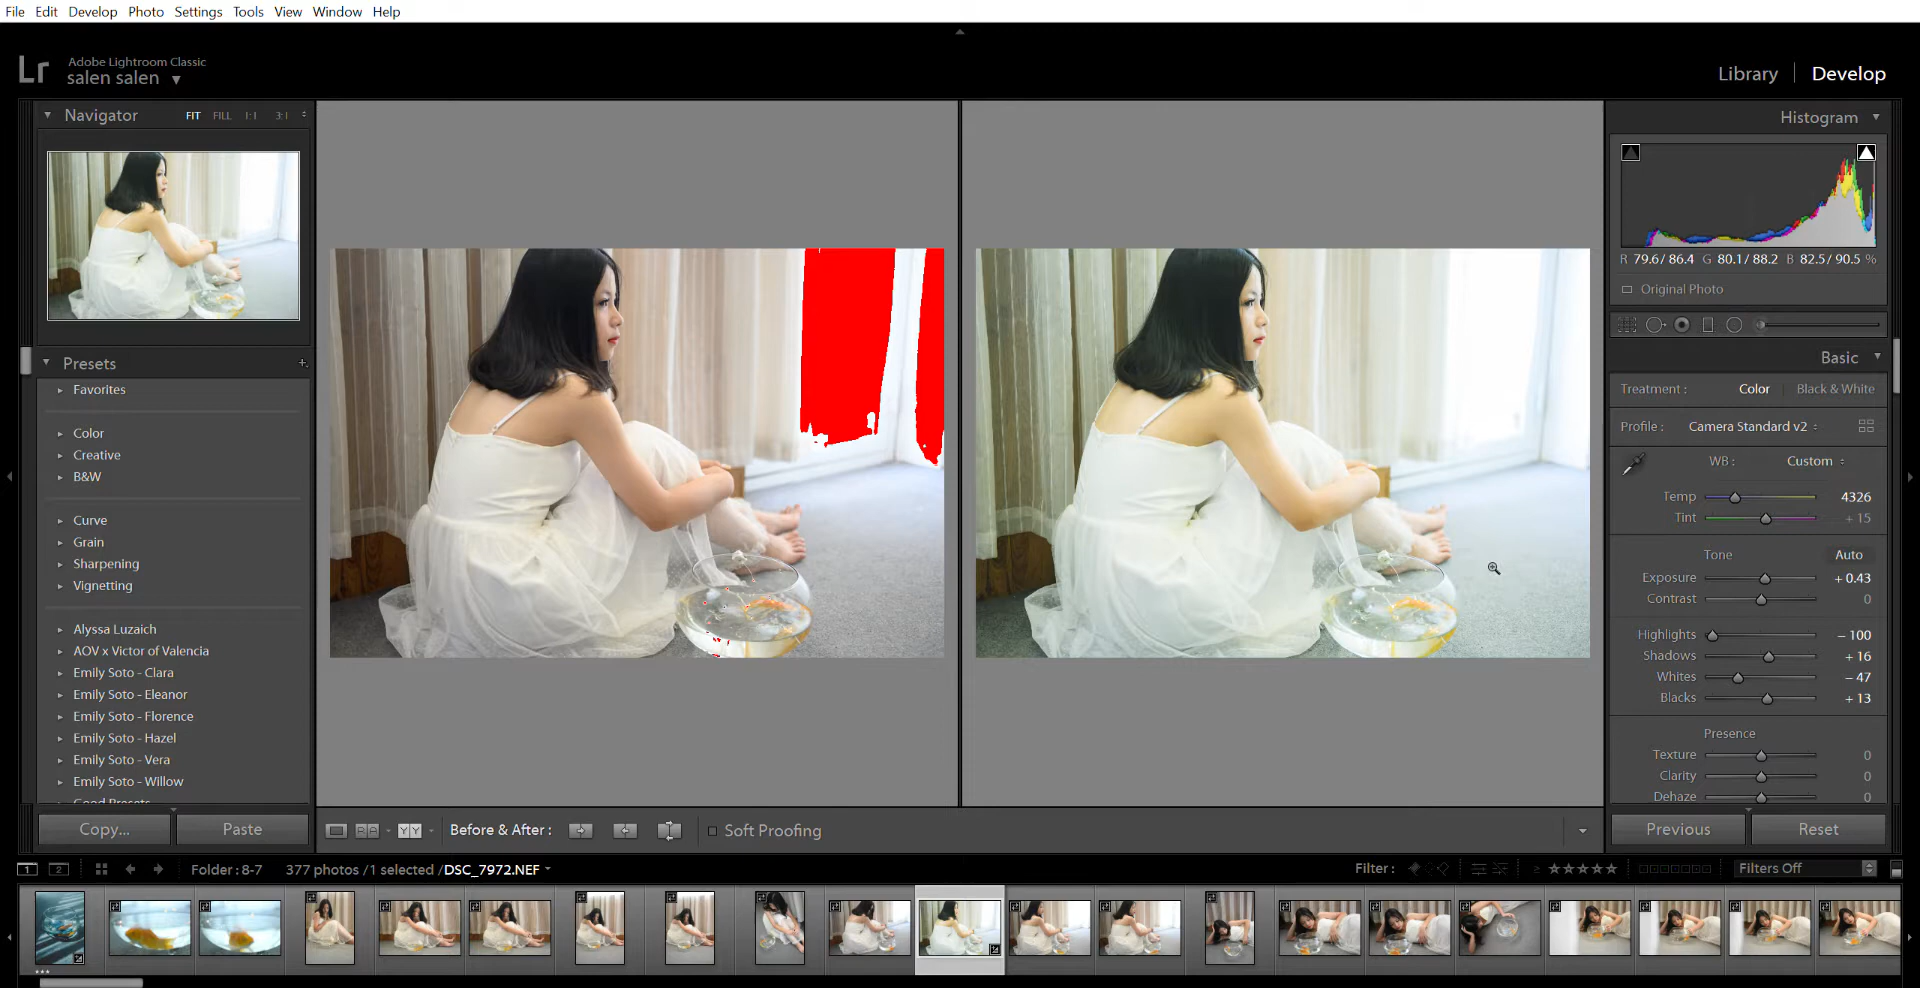 File Edit Develop Photo Settings Tools View Window Help
Lr Adobe Lightroom Classic
salen salen
Library Develop
Navigator FIT FILL 1:1 3:1
Histogram
R 79.6 / 86.4 G 80.1 / 88.2 B 82.5 / 90.5 %
Original Photo
Presets +
Favorites
Color
Creative
B&W
Curve
Grain
Sharpening
Vignetting
Alyssa Luzaich
AOV x Victor of Valencia
Emily Soto - Clara
Emily Soto - Eleanor
Emily Soto - Florence
Emily Soto - Hazel
Emily Soto - Vera
Emily Soto - Willow
Good Presets
Basic
Treatment : Color Black & White
Profile : Camera Standard v2
WB : Custom
Temp 4326
Tint + 15
Tone Auto
Exposure + 0.43
Contrast 0
Highlights – 100
Shadows + 16
Whites – 47
Blacks + 13
Presence
Texture 0
Clarity 0
Dehaze 0
Copy... Paste
R A Y Y Before & After : Soft Proofing
Previous Reset
1 2 Folder : 8-7 377 photos / 1 selected / DSC_7972.NEF Filter : ≥ ★★★★★ Filters Off
★★★